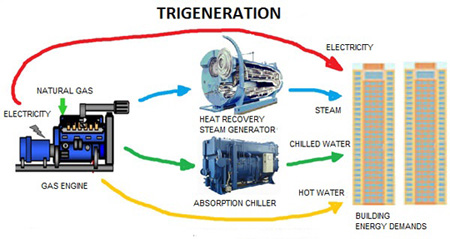 TRIGENERATION
ELECTRICITY
NATURAL GAS
ELECTRICITY
STEAM
HEAT RECOVERY
STEAM GENERATOR
CHILLED WATER
GAS ENGINE
HOT WATER
ABSORPTION CHILLER
BUILDING
ENERGY DEMANDS